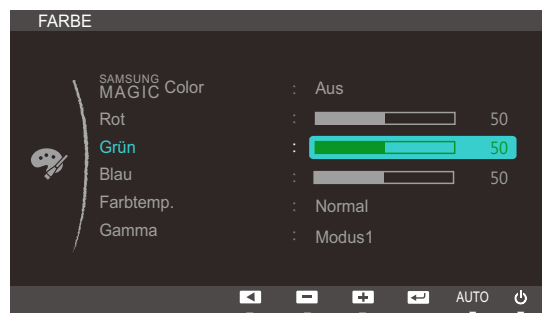 FARBE
SAMSUNG MAGIC Color : Aus
Rot : 50
Grün : 50
Blau : 50
Farbtemp. : Normal
Gamma : Modus1
AUTO